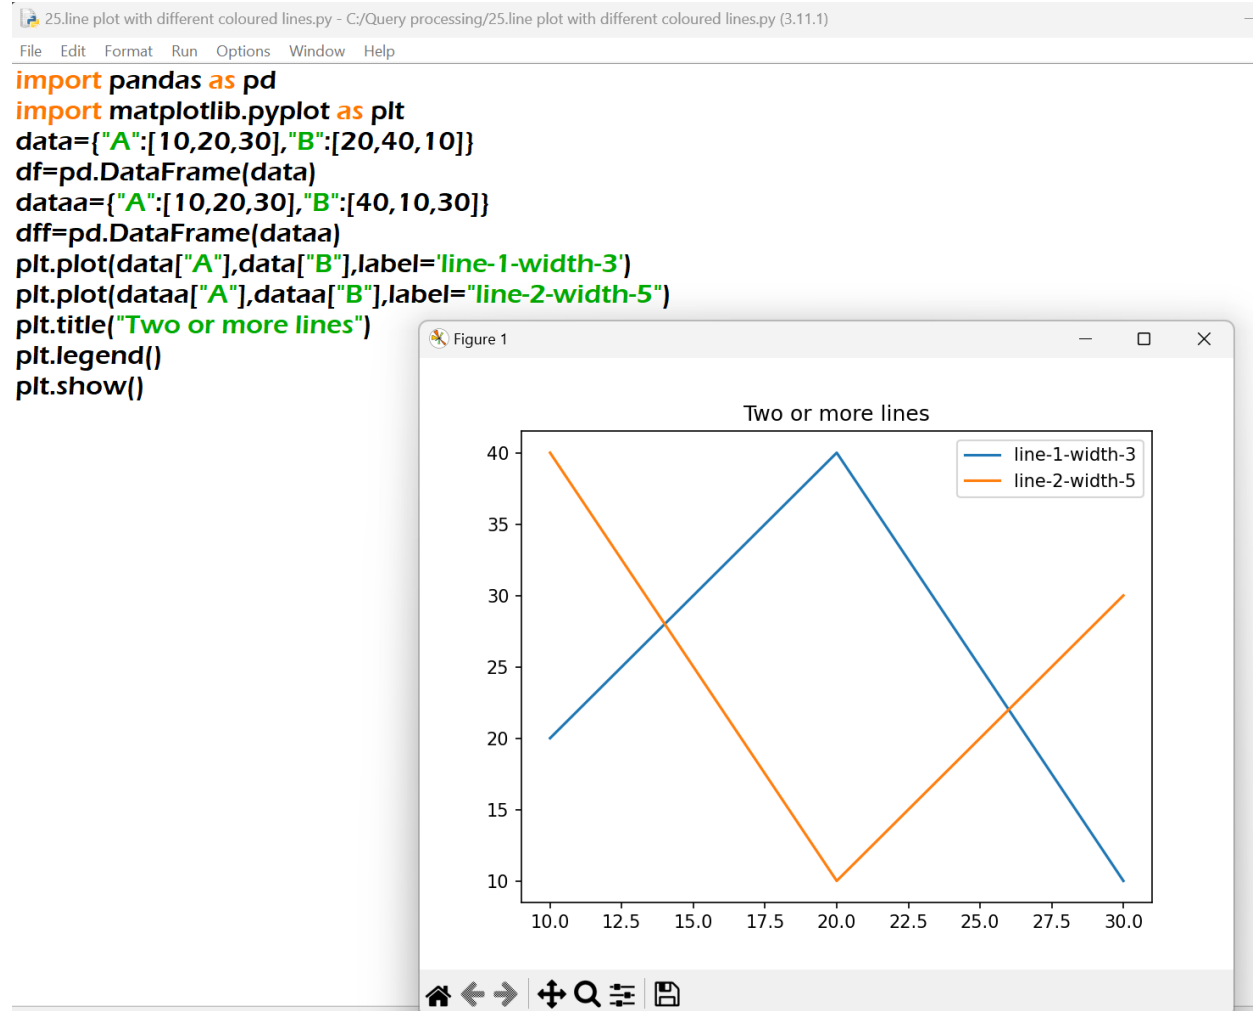 25.line plot with different coloured lines.py - C:/Query processing/25.line plot with different coloured lines.py (3.11.1)
File Edit Format Run Options Window Help
import pandas as pd
import matplotlib.pyplot as plt
data={"A":[10,20,30],"B":[20,40,10]}
df=pd.DataFrame(data)
dataa={"A":[10,20,30],"B":[40,10,30]}
dff=pd.DataFrame(dataa)
plt.plot(data["A"],data["B"],label='line-1-width-3')
plt.plot(dataa["A"],dataa["B"],label="line-2-width-5")
plt.title("Two or more lines")
plt.legend()
plt.show()
Figure 1
Two or more lines
line-1-width-3
line-2-width-5
40
35
30
25
20
15
10
10.0 12.5 15.0 17.5 20.0 22.5 25.0 27.5 30.0